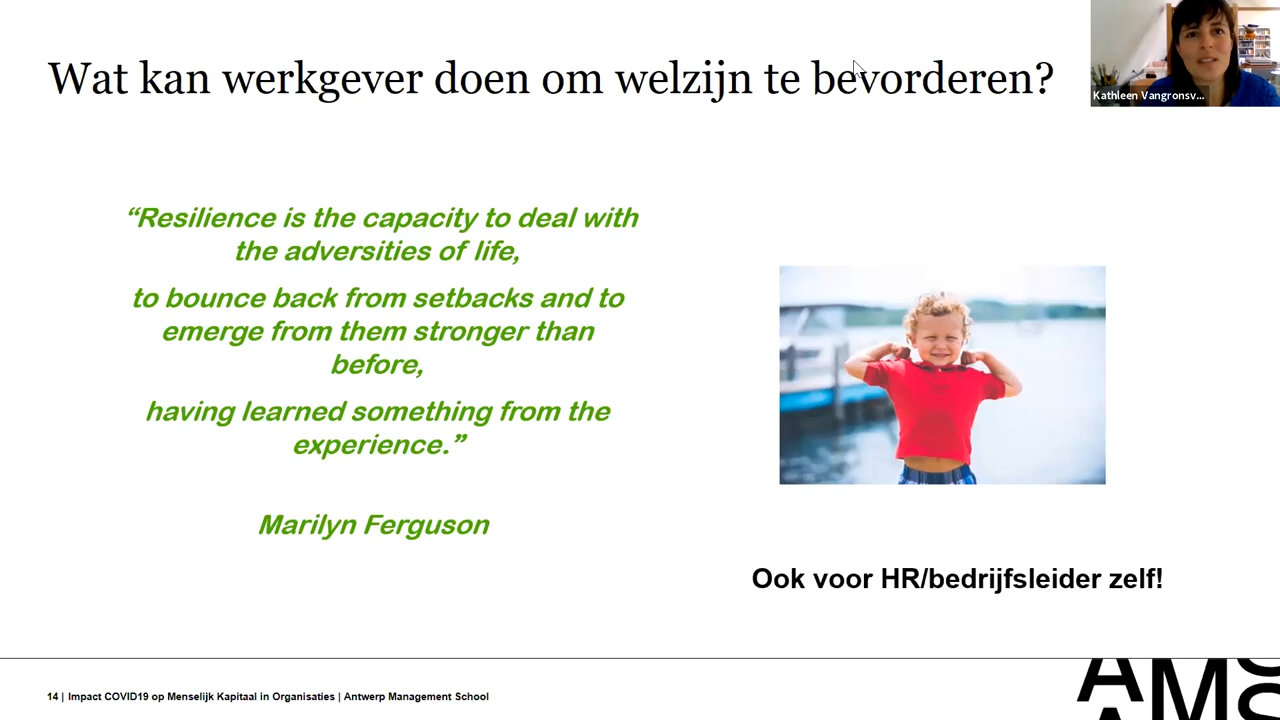 Wat kan werkgever doen om welzijn te bevorderen?
Kathleen Vangronsv...
“Resilience is the capacity to deal with
the adversities of life,
to bounce back from setbacks and to
emerge from them stronger than
before,
having learned something from the
experience.”
Marilyn Ferguson
Ook voor HR/bedrijfsleider zelf!
14 | Impact COVID19 op Menselijk Kapitaal in Organisaties | Antwerp Management School
AMS